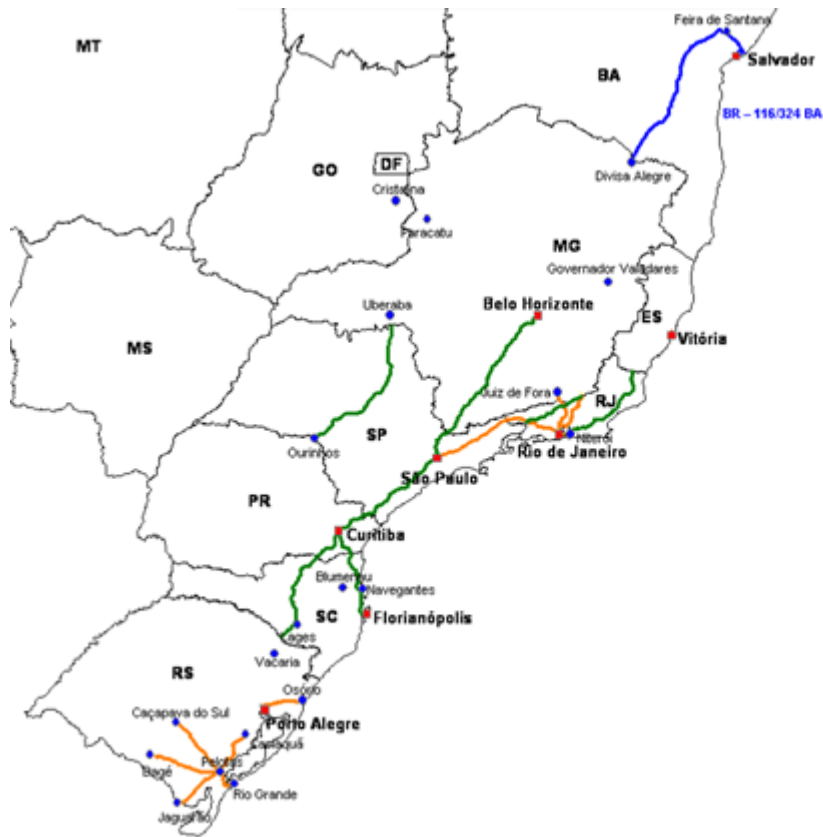 Feira de Santana
MT
Salvador
BA
BR – 116/324 BA
DF
GO
Divisa Alegre
Cristalina
Paracatu
MG
Governador Valadares
Belo Horizonte
Uberaba
ES
Vitória
MS
Juiz de Fora
RJ
SP
Niterói
Ourinhos
Rio de Janeiro
São Paulo
PR
Curitiba
Blumenau
Navegantes
SC
Florianópolis
Lages
Vacaria
RS
Osório
Caçapava do Sul
Porto Alegre
Camaquã
Pelotas
Bagé
Rio Grande
Jaguarão